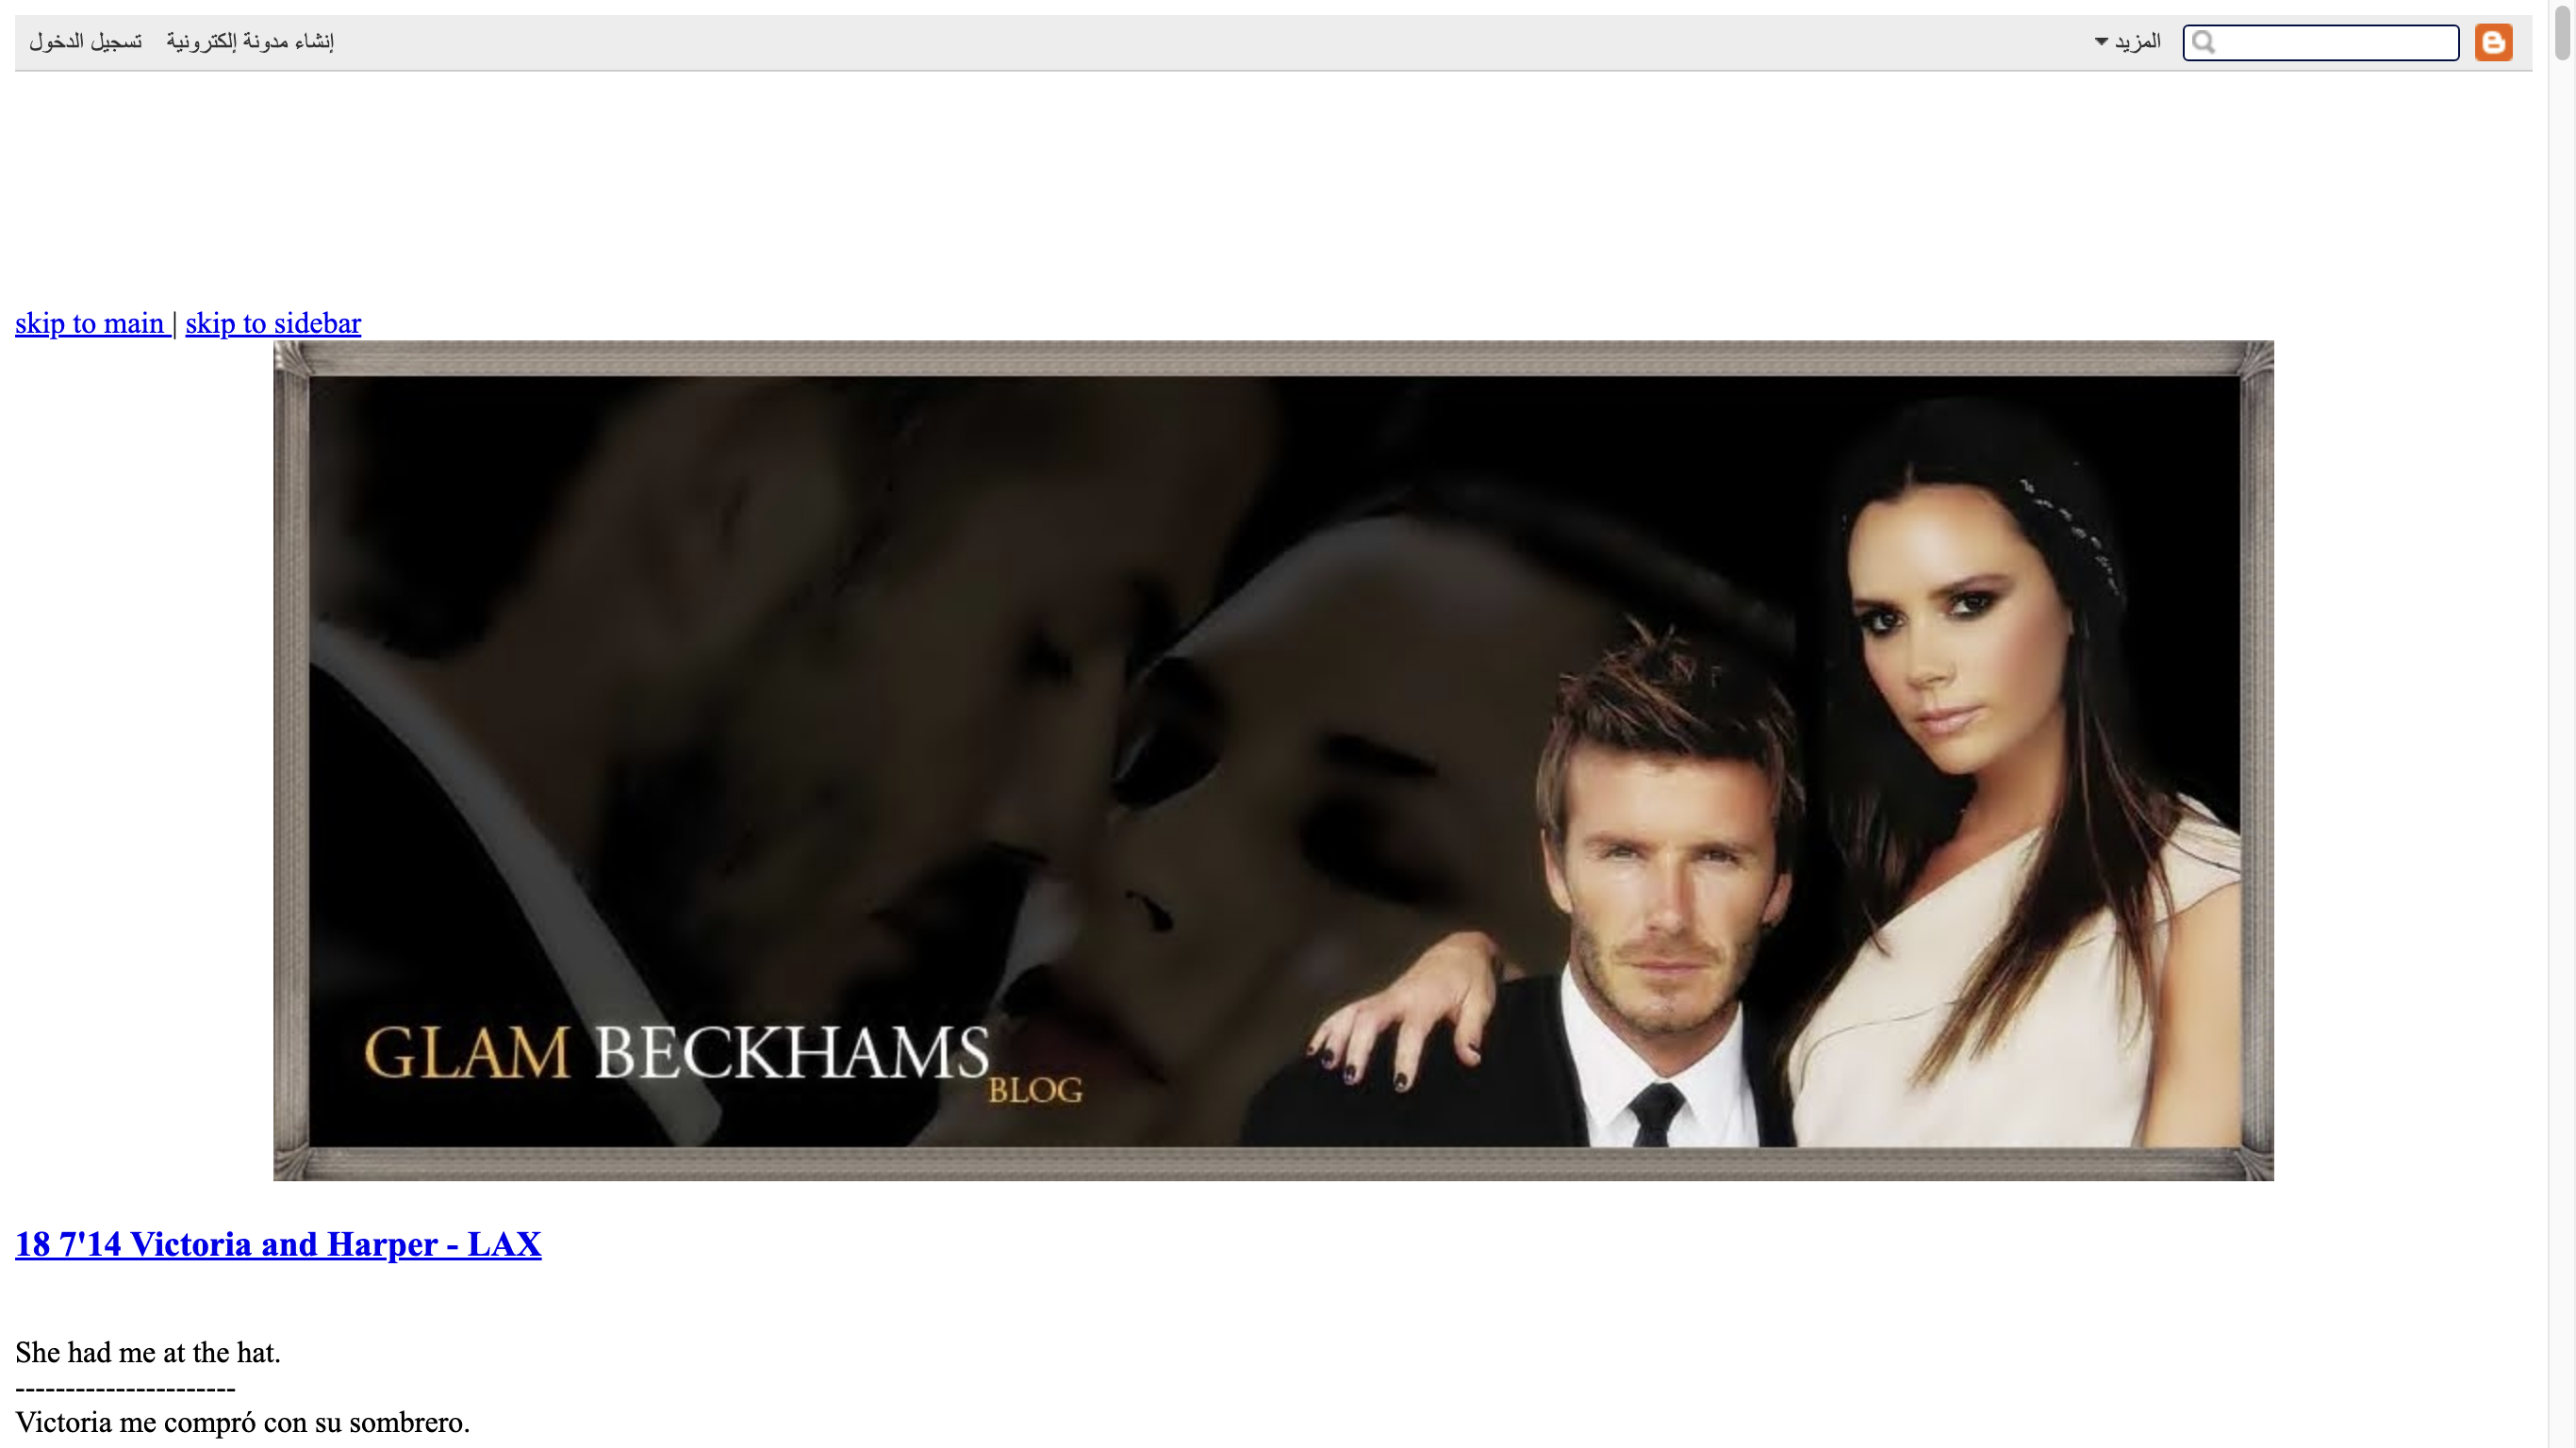 تسجيل الدخول إنشاء مدونة إلكترونية المزيد
skip to main | skip to sidebar
GLAM BECKHAMS BLOG
18 7'14 Victoria and Harper - LAX
She had me at the hat.
----------------------
Victoria me compró con su sombrero.